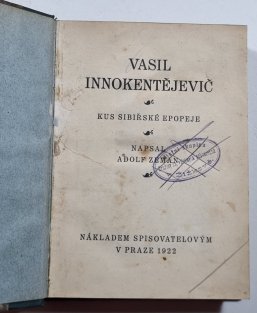 VASIL
INNOKENTĚJEVIČ
KUS SIBIŘSKÉ EPOPEJE
NAPSAL
ADOLF ZEMAN
NÁKLADEM SPISOVATELOVÝM
V PRAZE 1922